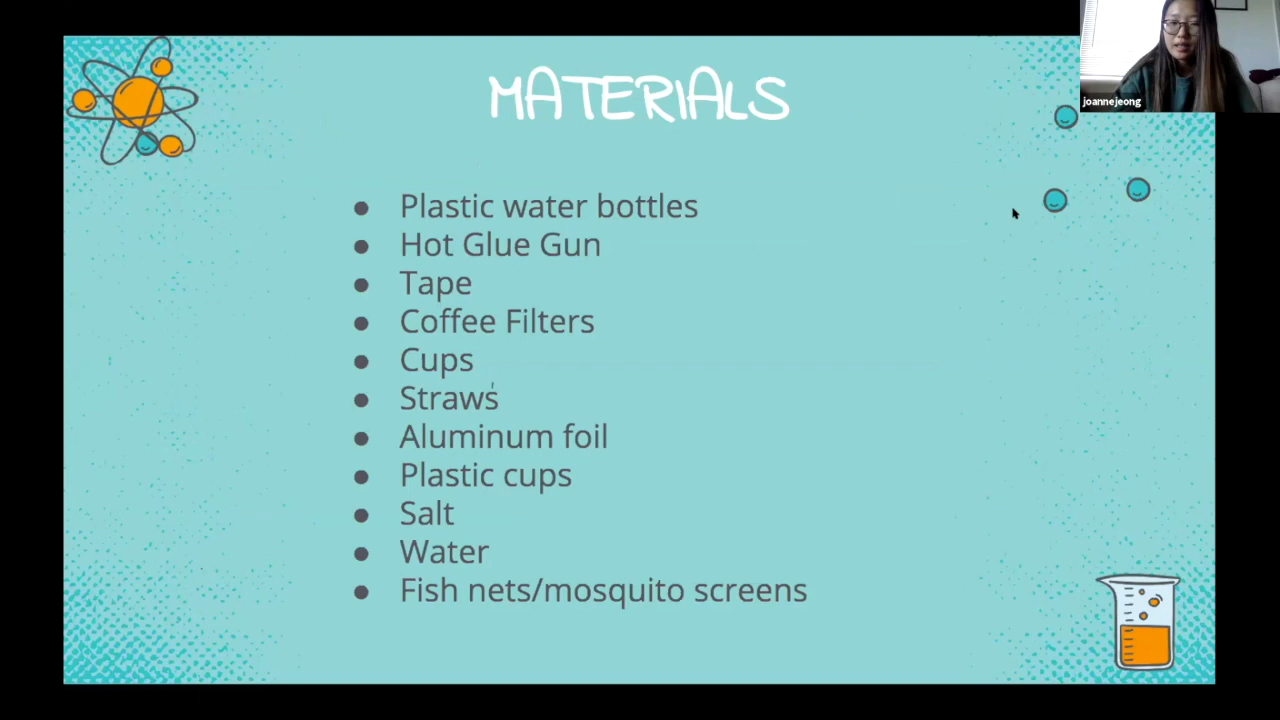 MATERIALS
joannejeong
● Plastic water bottles
● Hot Glue Gun
● Tape
● Coffee Filters
● Cups
● Straws
● Aluminum foil
● Plastic cups
● Salt
● Water
● Fish nets/mosquito screens